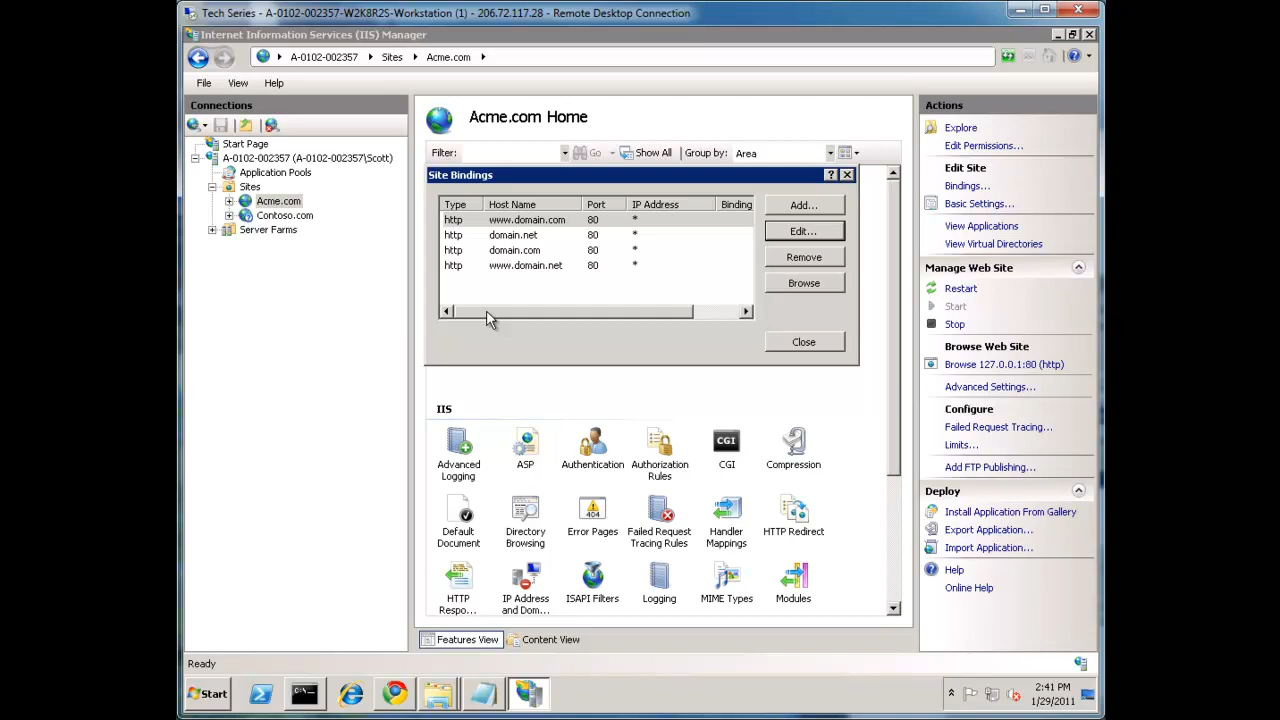 Tech Series - A-0102-002357-W2K8R2S-Workstation (1) - 206.72.117.28 - Remote Desktop Connection
Internet Information Services (IIS) Manager
A-0102-002357 Sites Acme.com
File View Help
Connections
Start Page
A-0102-002357 (A-0102-002357\Scott)
Application Pools
Sites
Acme.com
Contoso.com
Server Farms
Acme.com Home
Filter: Go Show All Group by: Area
Site Bindings
Type Host Name Port IP Address Binding
http www.domain.com 80 *
http domain.net 80 *
http domain.com 80 *
http www.domain.net 80 *
Add...
Edit...
Remove
Browse
Close
IIS
Advanced Logging
ASP
Authentication
Authorization Rules
CGI
CGI
Compression
Default Document
Directory Browsing
404
Error Pages
Failed Request Tracing Rules
Handler Mappings
HTTP Redirect
HTTP Respo...
IP Address and Dom...
ISAPI Filters
Logging
MIME Types
Modules
Features View Content View
Actions
Explore
Edit Permissions...
Edit Site
Bindings...
Basic Settings...
View Applications
View Virtual Directories
Manage Web Site
Restart
Start
Stop
Browse Web Site
Browse 127.0.0.1:80 (http)
Advanced Settings...
Configure
Failed Request Tracing...
Limits...
Add FTP Publishing...
Deploy
Install Application From Gallery
Export Application...
Import Application...
Help
Online Help
Ready
Start
2:41 PM
1/29/2011